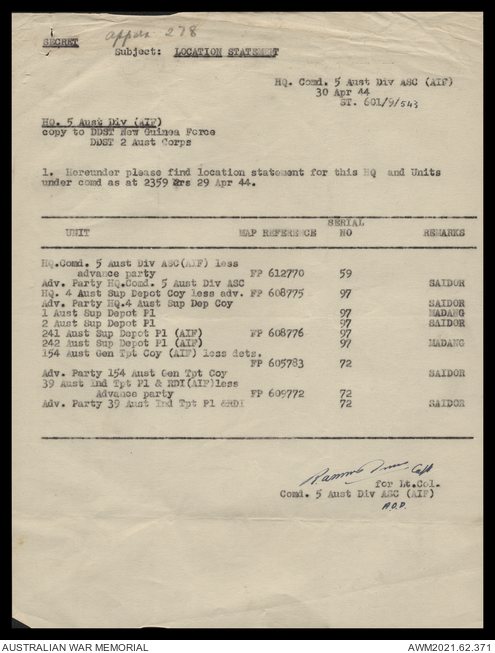 SECRET
appen 278
Subject: LOCATION STATEMENT
HQ. Comd. 5 Aust Div ASC (AIF)
30 Apr 44
ST. 601/9/543
HQ. 5 Aust Div (AIF)
copy to DDST New Guinea Force
DDST 2 Aust Corps
1. Hereunder please find location statement for this HQ and Units
under comd as at 2359 hrs 29 Apr 44.
UNIT MAP REFERENCE SERIAL NO REMARKS
HQ.Comd. 5 Aust Div ASC(AIF) less
advance party FP 612770 59
Adv. Party HQ.Comd. 5 Aust Div ASC SAIDOR
HQ. 4 Aust Sup Depot Coy less adv. FP 608775 97
Adv. Party HQ.4 Aust Sup Dep Coy SAIDOR
1 Aust Sup Depot Pl 97 MADANG
2 Aust Sup Depot Pl 97 SAIDOR
241 Aust Sup Depot Pl (AIF) FP 608776 97
242 Aust Sup Depot Pl (AIF) 97 MADANG
154 Aust Gen Tpt Coy (AIF) less dets.
FP 605783 72
Adv. Party 154 Aust Gen Tpt Coy SAIDOR
39 Aust Ind Tpt Pl & RDI(AIF)less
Advance party FP 609772 72
Adv. Party 39 Aust Ind Tpt Pl &RDI 72 SAIDOR
Capt
for Lt.Col.
Comd. 5 Aust Div ASC (AIF)
AUSTRALIAN WAR MEMORIAL AWM2021.62.371